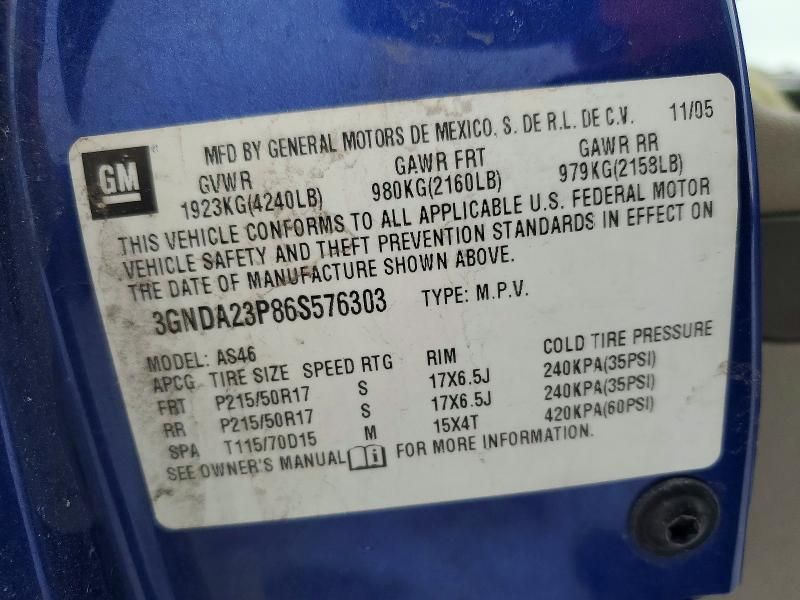 MFD BY GENERAL MOTORS DE MEXICO, S. DE R.L. DE C.V. 11/05
GM
GVWR GAWR FRT GAWR RR
1923KG(4240LB) 980KG(2160LB) 979KG(2158LB)
THIS VEHICLE CONFORMS TO ALL APPLICABLE U.S. FEDERAL MOTOR
VEHICLE SAFETY AND THEFT PREVENTION STANDARDS IN EFFECT ON
THE DATE OF MANUFACTURE SHOWN ABOVE.
3GNDA23P86S576303 TYPE: M.P.V.
MODEL: AS46
APCG TIRE SIZE SPEED RTG RIM COLD TIRE PRESSURE
FRT P215/50R17 S 17X6.5J 240KPA(35PSI)
RR P215/50R17 S 17X6.5J 240KPA(35PSI)
SPA T115/70D15 M 15X4T 420KPA(60PSI)
SEE OWNER'S MANUAL i FOR MORE INFORMATION.